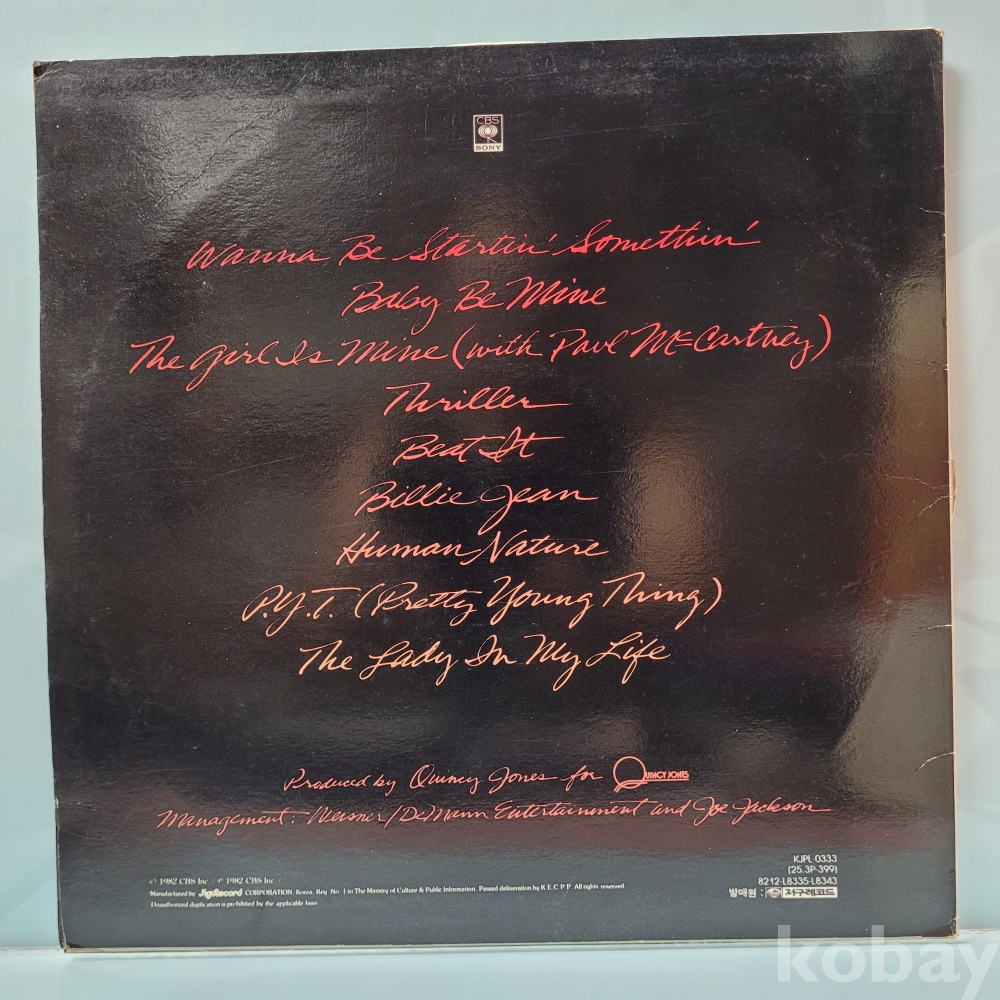 CBS
SONY
Wanna Be Startin' Somethin'
Baby Be Mine
The Girl Is Mine (with Paul McCartney)
Thriller
Beat It
Billie Jean
Human Nature
P.Y.T. (Pretty Young Thing)
The Lady In My Life
Produced by Quincy Jones for QUINCY JONES
Management: Weisner/DeMann Entertainment and Joe Jackson
KJPL-0333
(25.3P-399)
8212-L8335-L8343
발매원 : 지구레코드
© 1982 CBS Inc / ℗ 1982 CBS Inc /
Manufactured by JiguRecord CORPORATION, Korea, Reg. No. 1 to The Ministry of Culture & Public Information. Passed deliveration by K.E.C.P.P. All rights reserved
Unauthorized duplication is prohibited by the applicable laws
kobay